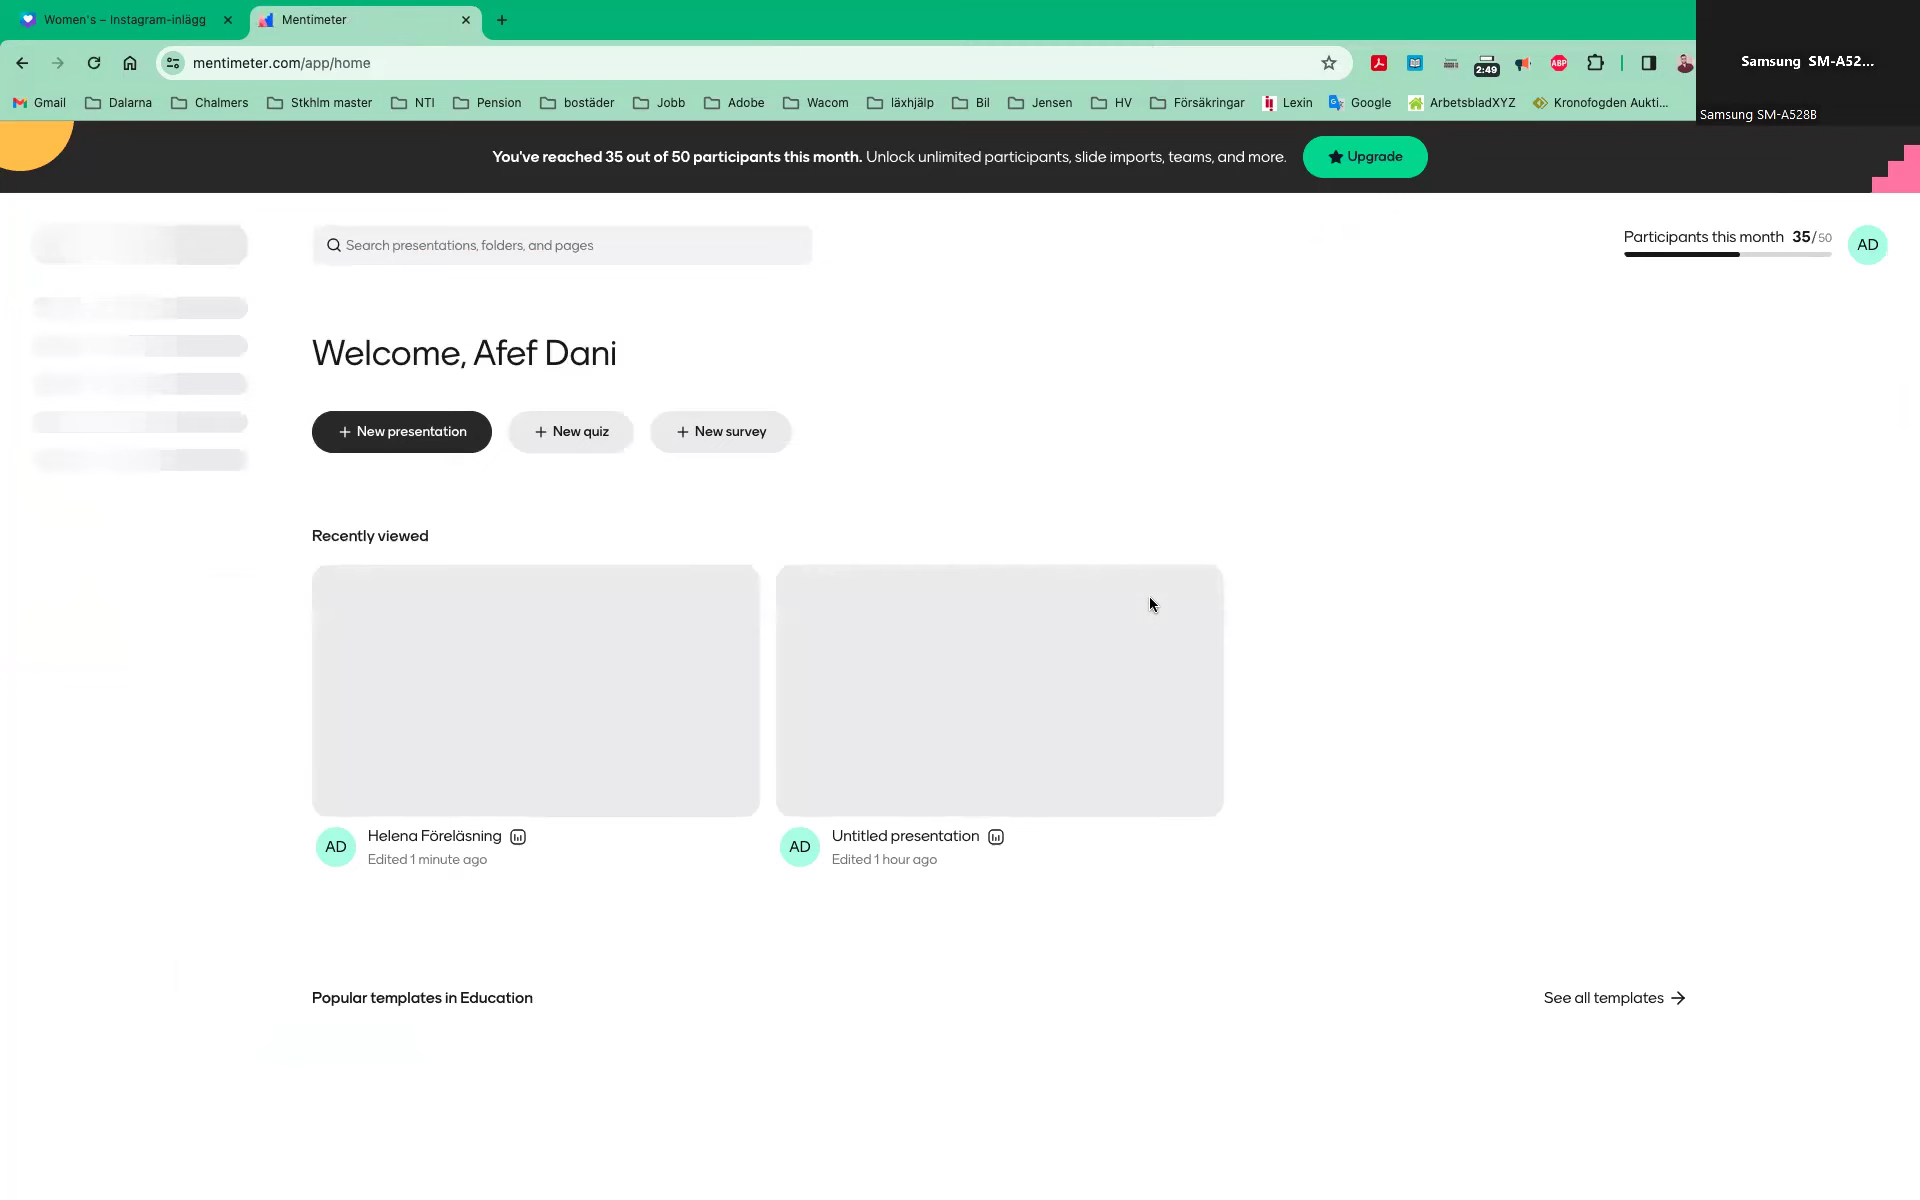 Women's – Instagram-inlägg
Mentimeter
mentimeter.com/app/home
2:49
ABP
Samsung SM-A52...
Samsung SM-A528B
Gmail
Dalarna
Chalmers
Stkhlm master
NTI
Pension
bostäder
Jobb
Adobe
Wacom
läxhjälp
Bil
Jensen
HV
Försäkringar
Lexin
Google
ArbetsbladXYZ
Kronofogden Aukti...
You've reached 35 out of 50 participants this month. Unlock unlimited participants, slide imports, teams, and more.
Upgrade
Search presentations, folders, and pages
Participants this month 35/50
AD
Welcome, Afef Dani
New presentation
New quiz
New survey
Recently viewed
AD
Helena Föreläsning
Edited 1 minute ago
AD
Untitled presentation
Edited 1 hour ago
Popular templates in Education
See all templates